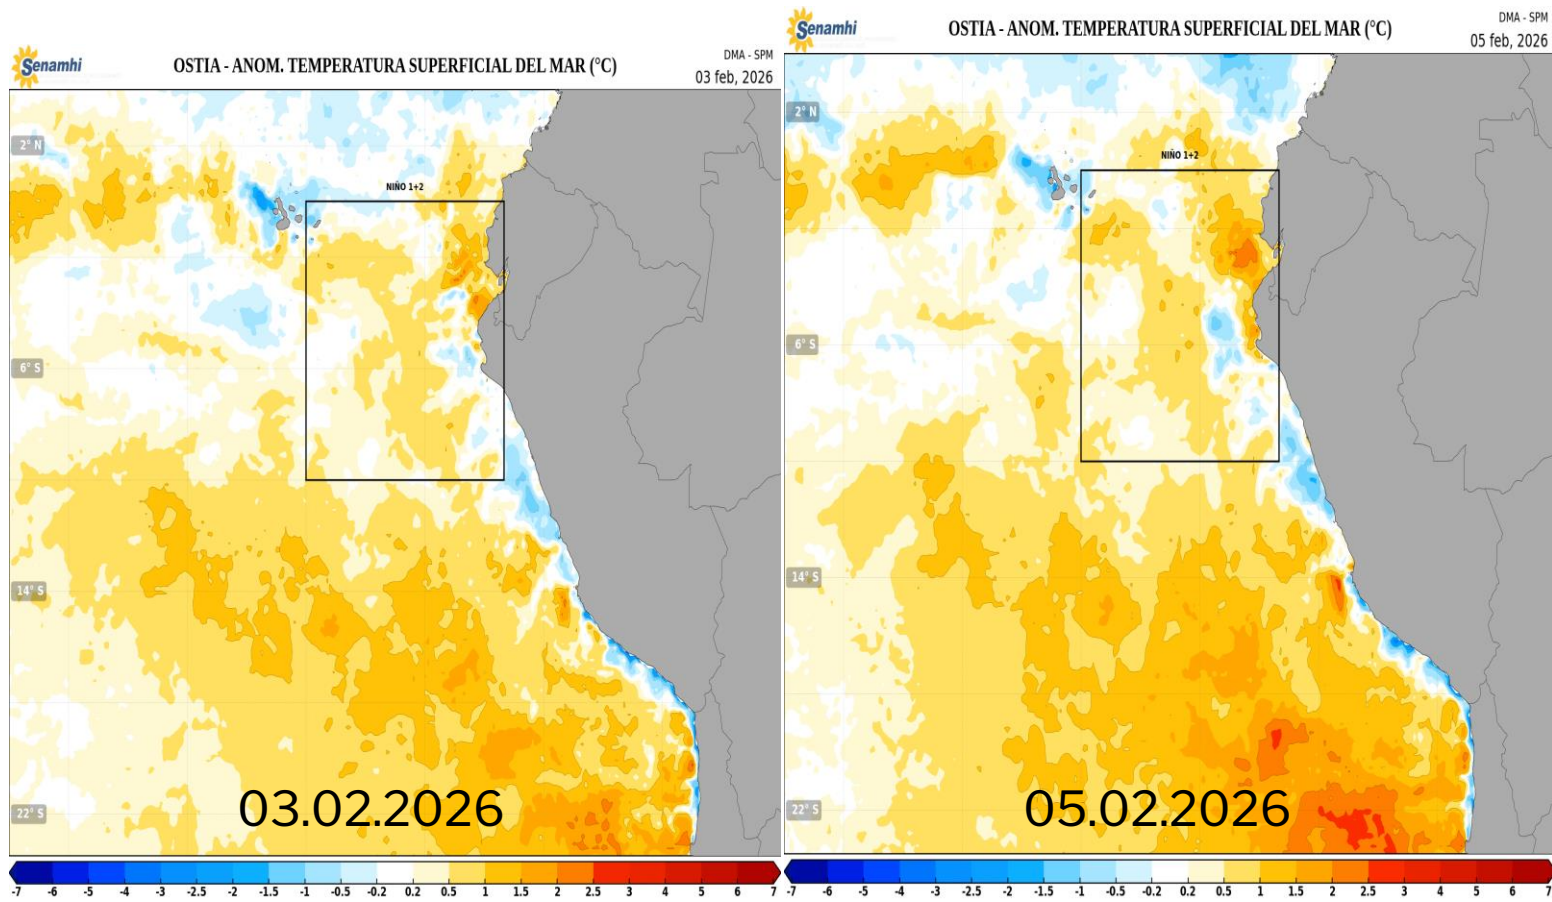 Senamhi
OSTIA - ANOM. TEMPERATURA SUPERFICIAL DEL MAR (°C)
DMA - SPM
03 feb, 2026
2° N
NIÑO 1+2
6° S
14° S
22° S
03.02.2026
-7 -6 -5 -4 -3 -2.5 -2 -1.5 -1 -0.5 -0.2 0.2 0.5 1 1.5 2 2.5 3 4 5 6 7
Senamhi
OSTIA - ANOM. TEMPERATURA SUPERFICIAL DEL MAR (°C)
DMA - SPM
05 feb, 2026
2° N
NIÑO 1+2
6° S
14° S
22° S
05.02.2026
-7 -6 -5 -4 -3 -2.5 -2 -1.5 -1 -0.5 -0.2 0.2 0.5 1 1.5 2 2.5 3 4 5 6 7